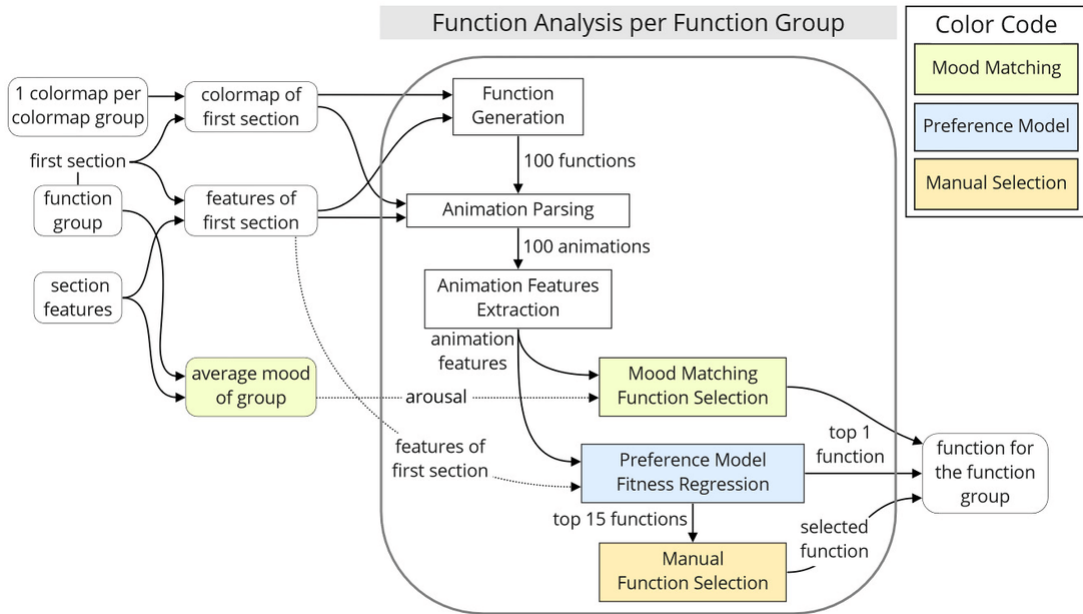 Function Analysis per Function Group
Color Code
Mood Matching
Preference Model
Manual Selection
1 colormap per
colormap group
colormap of
first section
first section
function
group
features of
first section
section
features
average mood
of group
Function
Generation
100 functions
Animation Parsing
100 animations
Animation Features
Extraction
animation
features
arousal
Mood Matching
Function Selection
features of
first section
Preference Model
Fitness Regression
top 1
function
top 15 functions
Manual
Function Selection
selected
function
function for
the function
group